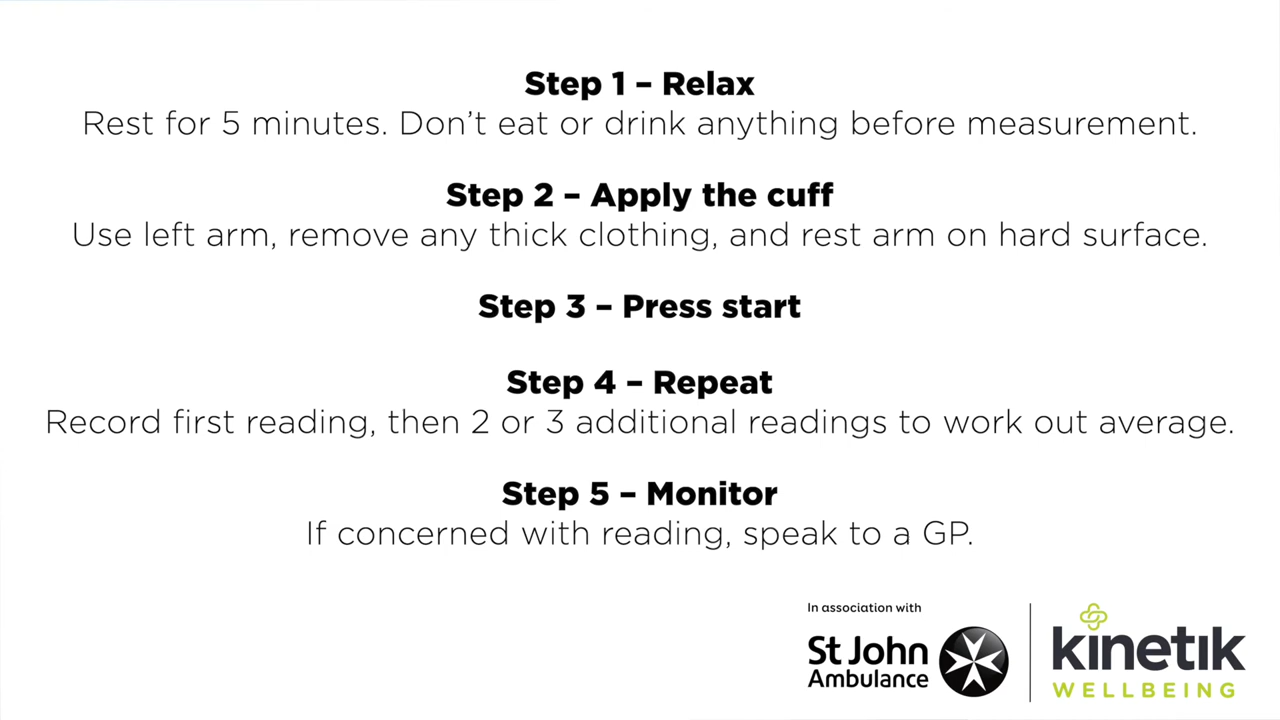 Step 1 – Relax
Rest for 5 minutes. Don't eat or drink anything before measurement.
Step 2 – Apply the cuff
Use left arm, remove any thick clothing, and rest arm on hard surface.
Step 3 – Press start
Step 4 – Repeat
Record first reading, then 2 or 3 additional readings to work out average.
Step 5 – Monitor
If concerned with reading, speak to a GP.
In association with
St John
Ambulance
kinetik
WELLBEING